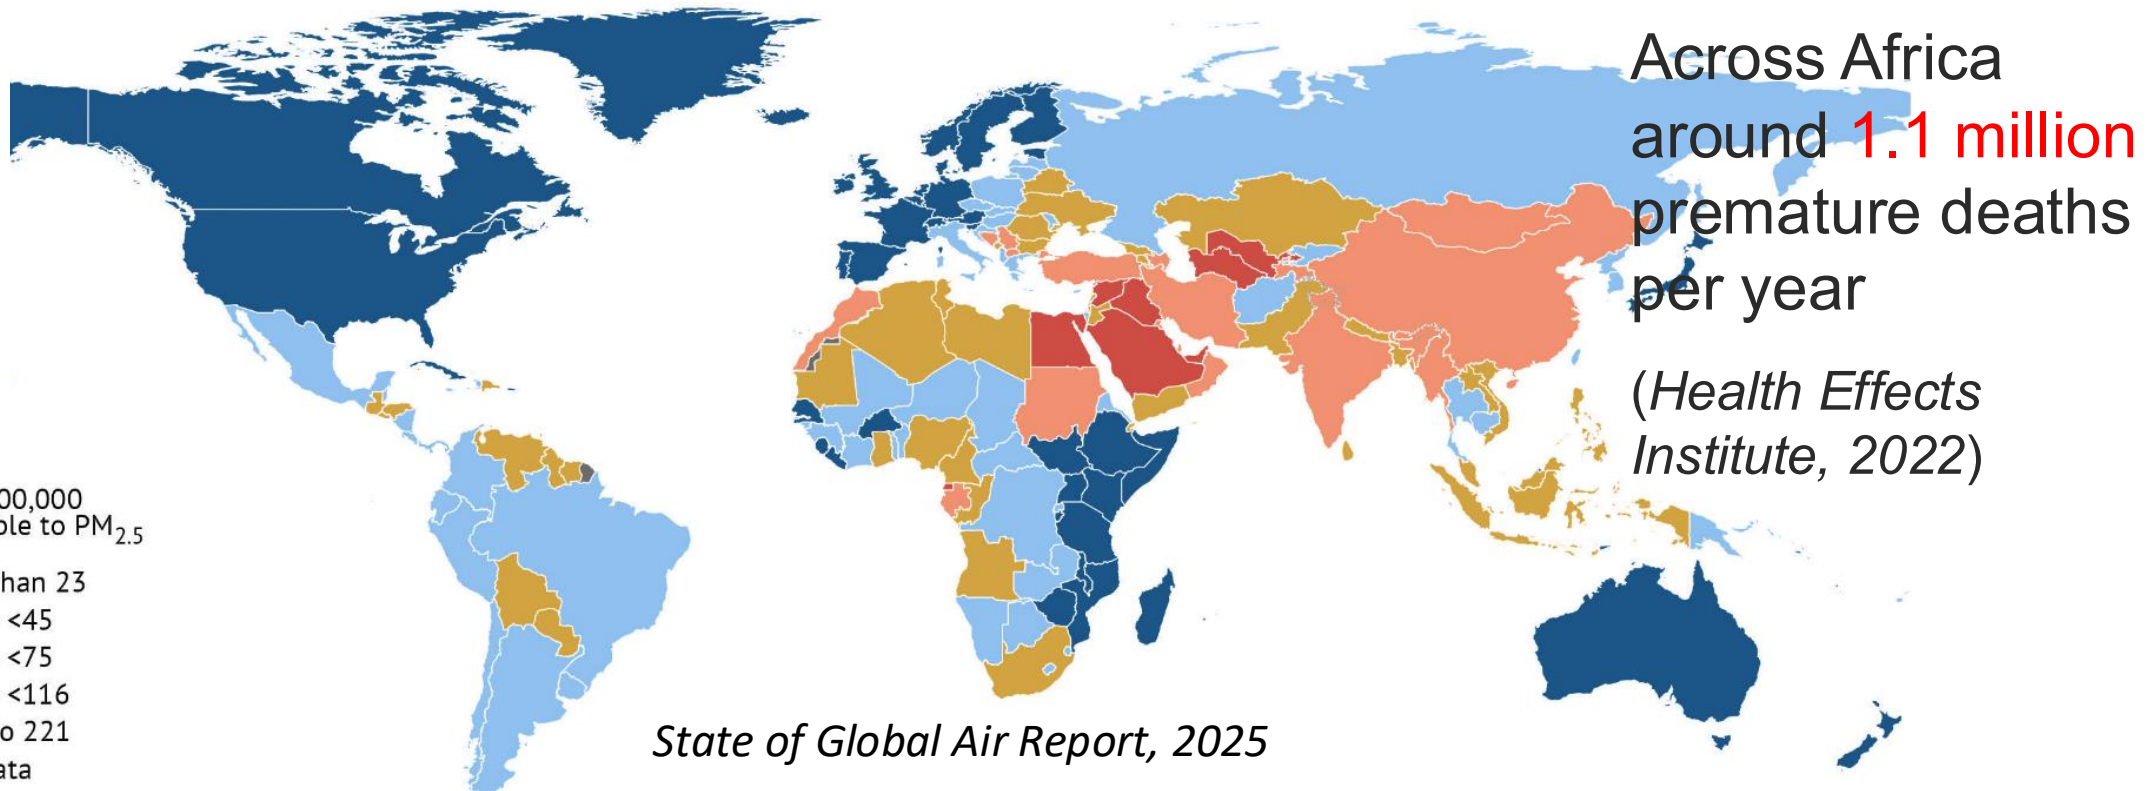 Across Africa
around 1.1 million
premature deaths
per year
(Health Effects
Institute, 2022)
00,000
ble to PM2.5
han 23
<45
<75
<116
o 221
ata
State of Global Air Report, 2025